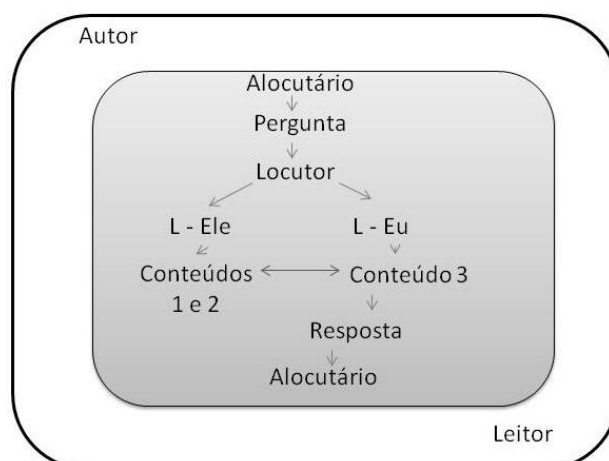 Autor
Alocutário
Pergunta
Locutor
L - Ele
L - Eu
Conteúdos
1 e 2
Conteúdo 3
Resposta
Alocutário
Leitor